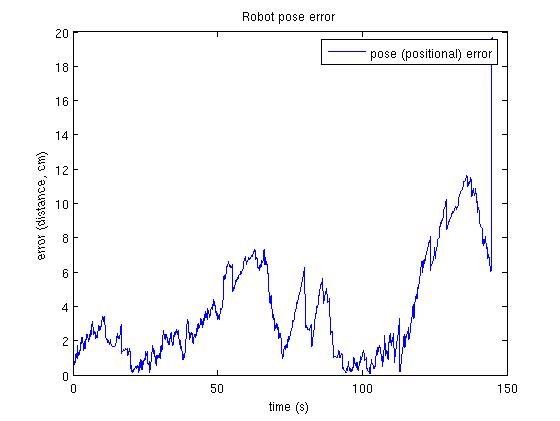 Robot pose error
pose (positional) error
error (distance, cm)
20
18
16
14
12
10
8
6
4
2
0
0 50 100 150
time (s)